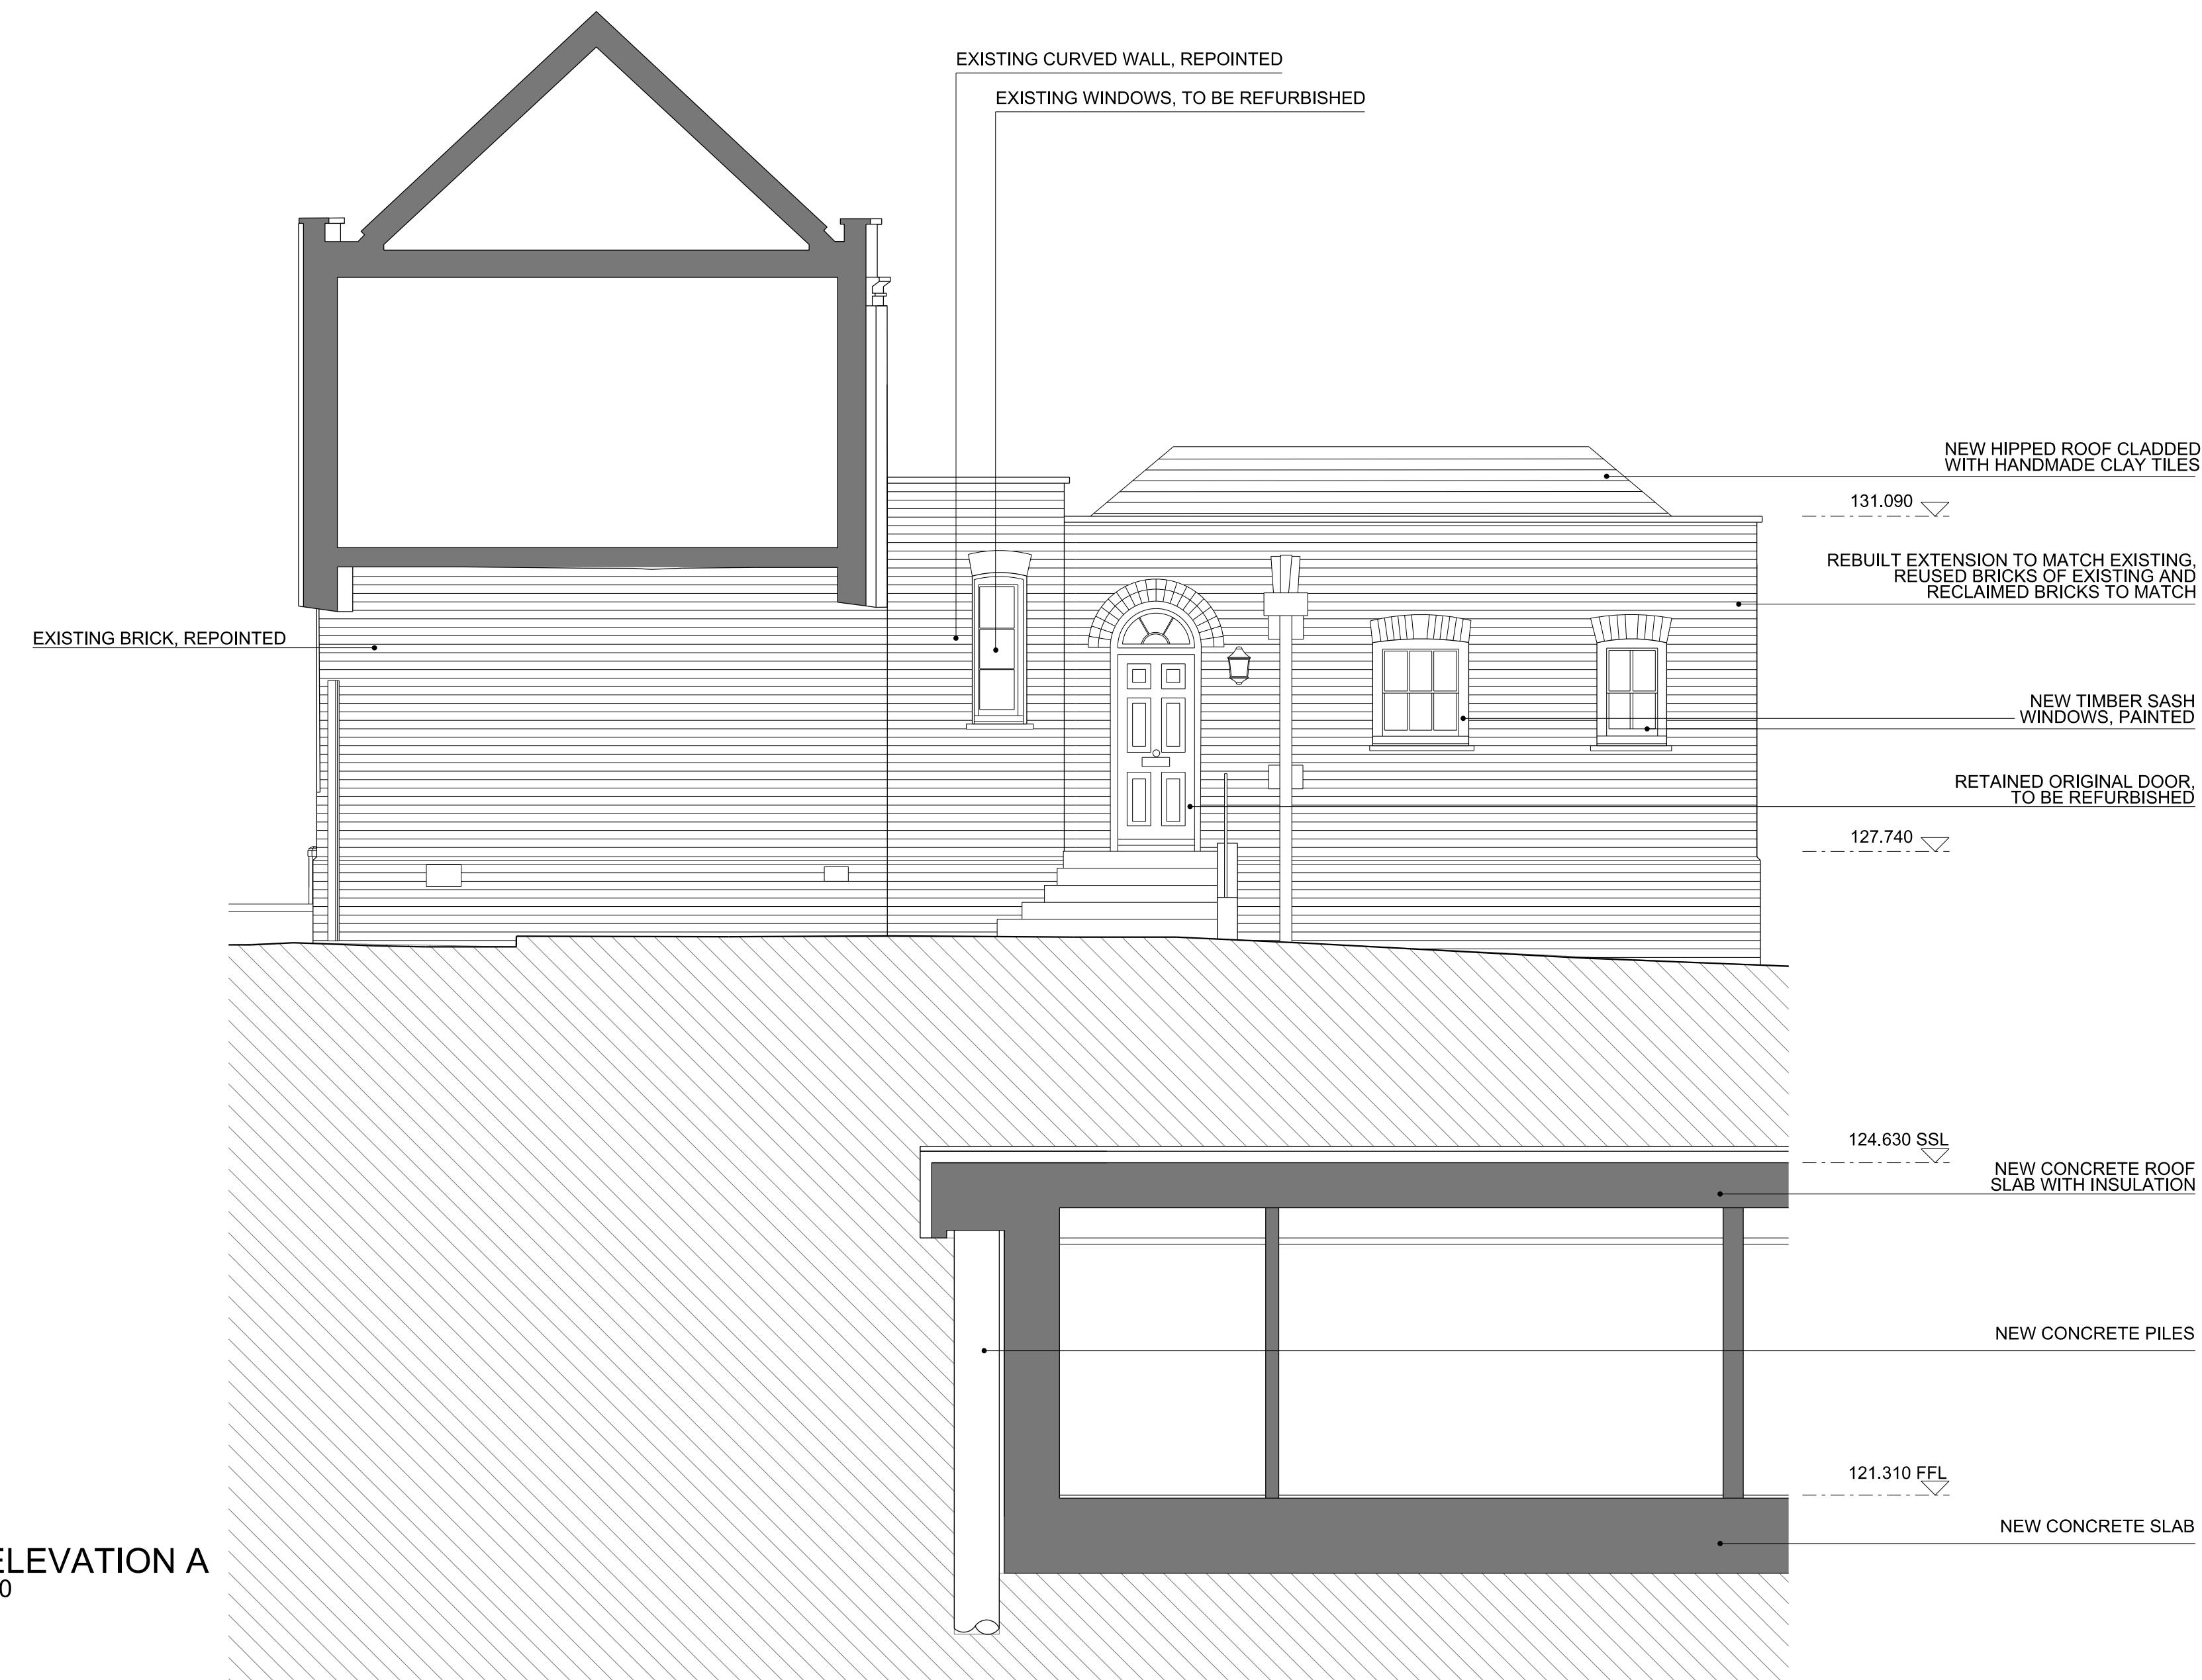 EXISTING CURVED WALL, REPOINTED
EXISTING WINDOWS, TO BE REFURBISHED
NEW HIPPED ROOF CLADDED
WITH HANDMADE CLAY TILES
131.090
REBUILT EXTENSION TO MATCH EXISTING,
REUSED BRICKS OF EXISTING AND
RECLAIMED BRICKS TO MATCH
EXISTING BRICK, REPOINTED
NEW TIMBER SASH
WINDOWS, PAINTED
RETAINED ORIGINAL DOOR,
TO BE REFURBISHED
127.740
124.630 SSL
NEW CONCRETE ROOF
SLAB WITH INSULATION
NEW CONCRETE PILES
121.310 FFL
NEW CONCRETE SLAB
ELEVATION A
0